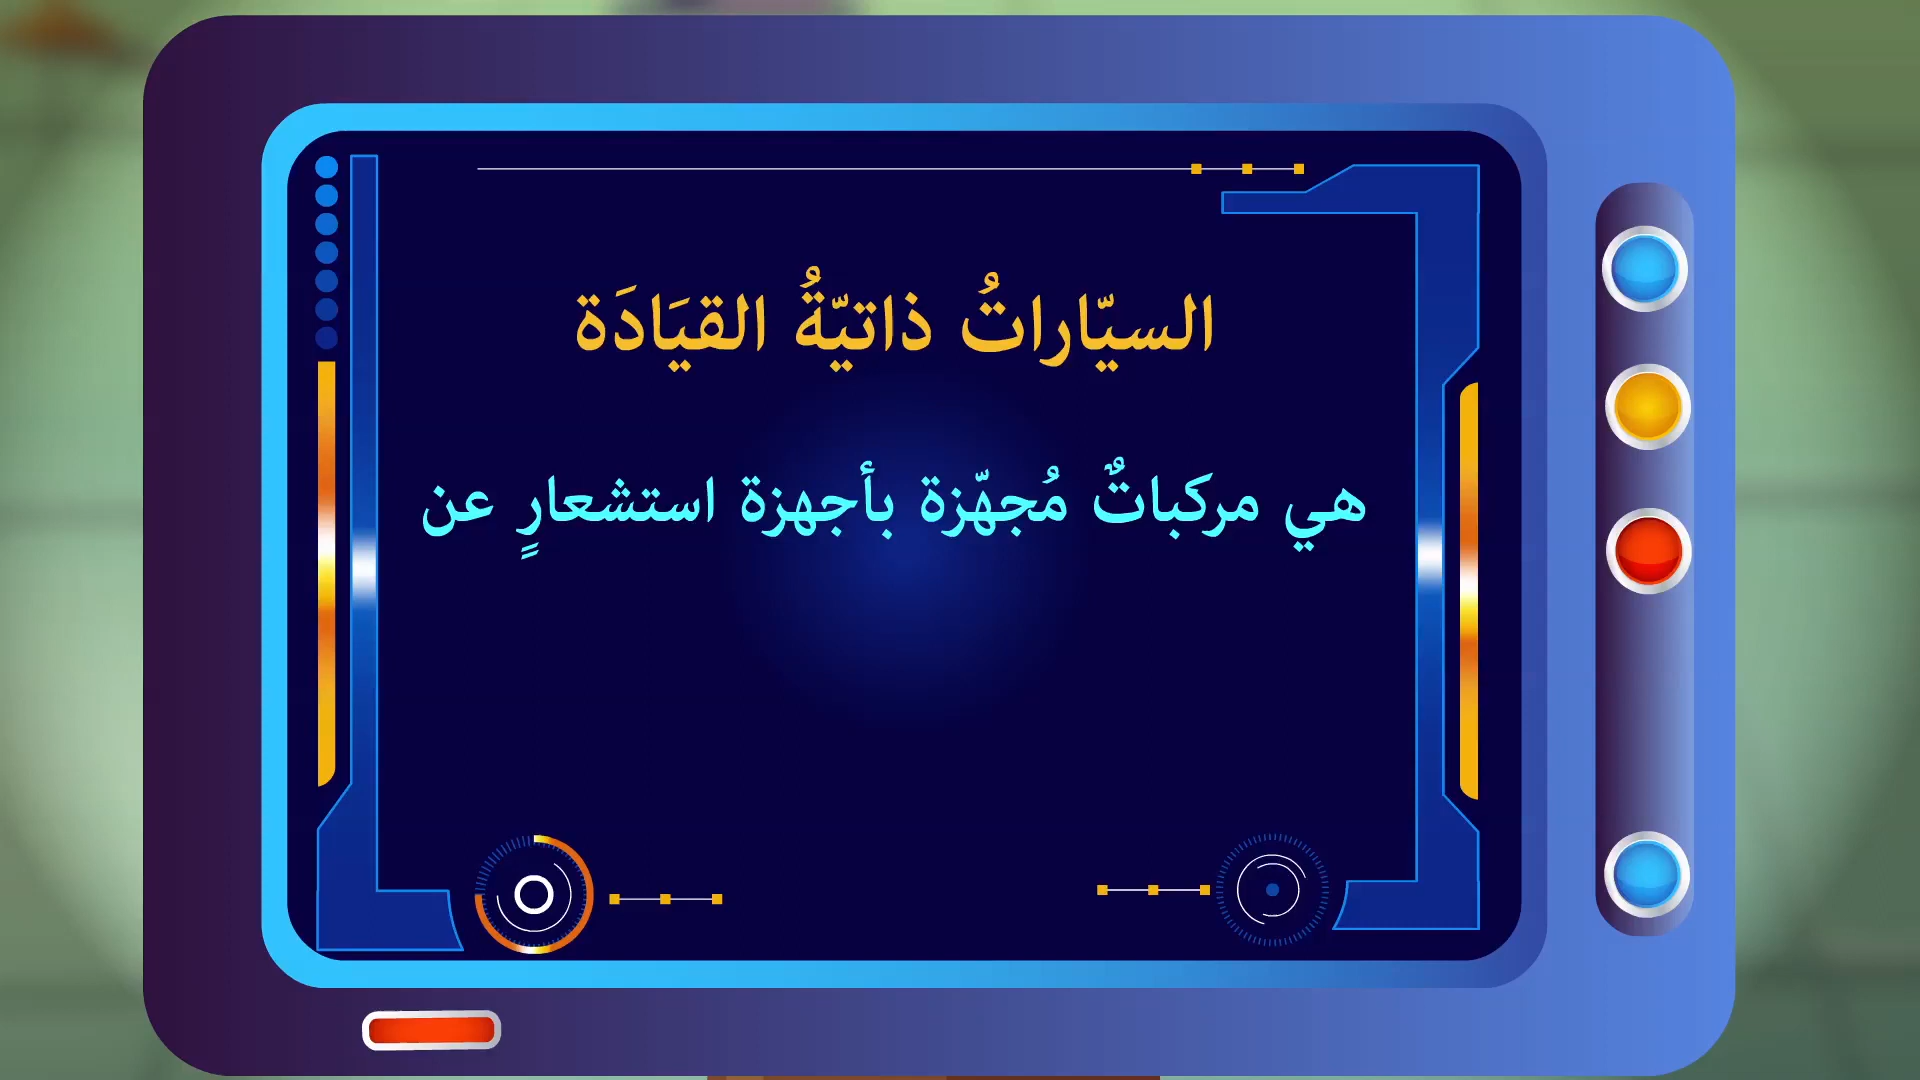 السيّاراتُ ذاتيّةُ القيَادَة
هي مركباتٌ مُجهّزة بأجهزة استشعارٍ عن